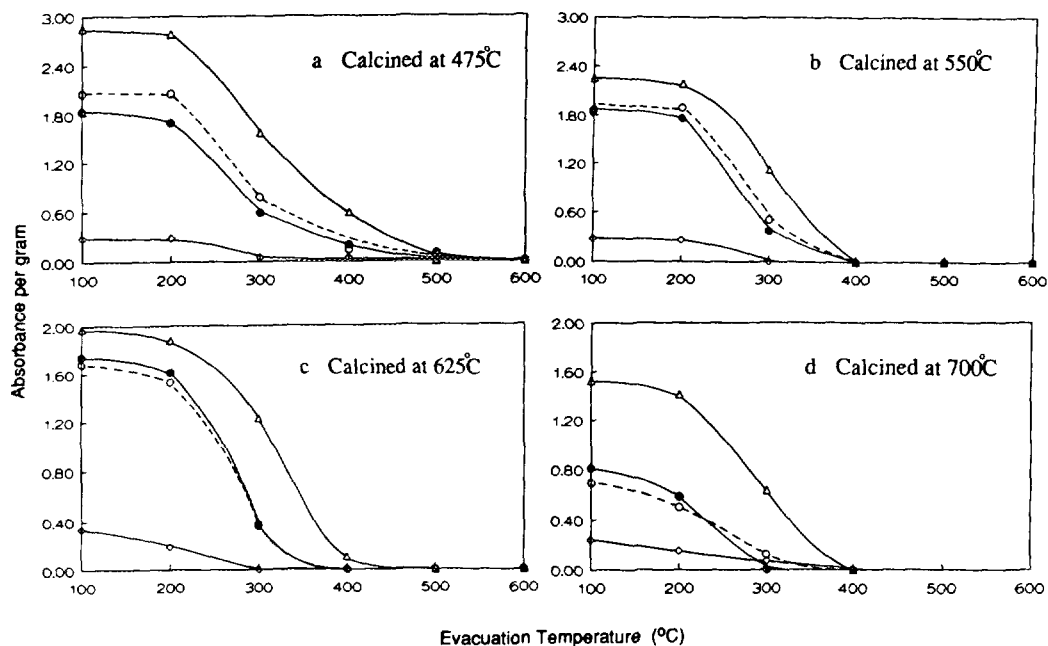 a Calcined at 475°C
3.00
2.40
1.80
1.20
0.60
0.00
100 200 300 400 500 600
b Calcined at 550°C
3.00
2.40
1.80
1.20
0.60
0.00
100 200 300 400 500 600
Absorbance per gram
c Calcined at 625°C
2.00
1.60
1.20
0.80
0.40
0.00
100 200 300 400 500 600
d Calcined at 700°C
2.00
1.60
1.20
0.80
0.40
0.00
100 200 300 400 500 600
Evacuation Temperature (°C)